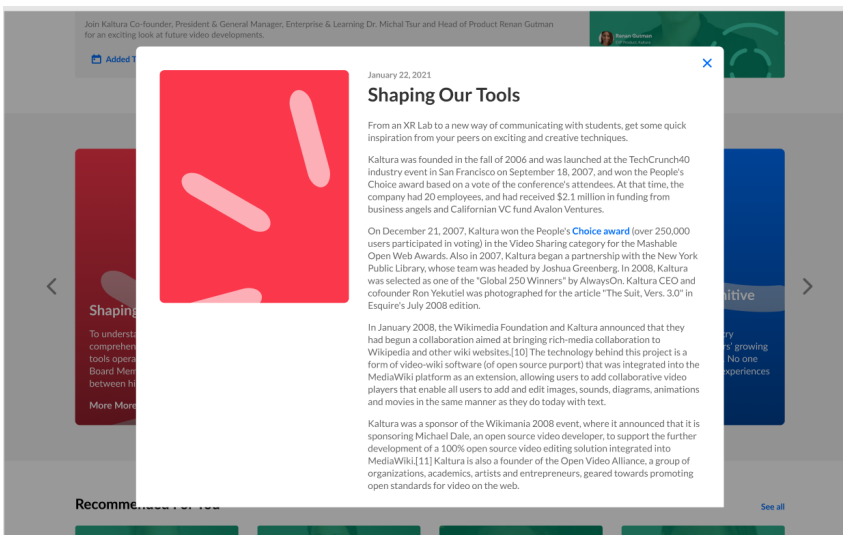 Join Kaltura Co-founder, President & General Manager, Enterprise & Learning Dr. Michal Tsur and Head of Product Renan Gutman
for an exciting look at future video developments.
Renan Gutman
Added T
January 22, 2021
Shaping Our Tools
From an XR Lab to a new way of communicating with students, get some quick
inspiration from your peers on exciting and creative techniques.
Kaltura was founded in the fall of 2006 and was launched at the TechCrunch40
industry event in San Francisco on September 18, 2007, and won the People's
Choice award based on a vote of the conference's attendees. At that time, the
company had 20 employees, and had received $2.1 million in funding from
business angels and Californian VC fund Avalon Ventures.
On December 21, 2007, Kaltura won the People's Choice award (over 250,000
users participated in voting) in the Video Sharing category for the Mashable
Open Web Awards. Also in 2007, Kaltura began a partnership with the New York
Public Library, whose team was headed by Joshua Greenberg. In 2008, Kaltura
was selected as one of the "Global 250 Winners" by AlwaysOn. Kaltura CEO and
cofounder Ron Yekutiel was photographed for the article "The Suit, Vers. 3.0" in
Esquire's July 2008 edition.
In January 2008, the Wikimedia Foundation and Kaltura announced that they
had begun a collaboration aimed at bringing rich-media collaboration to
Wikipedia and other wiki websites.[10] The technology behind this project is a
form of video-wiki software (of open source purport) that was integrated into the
MediaWiki platform as an extension, allowing users to add collaborative video
players that enable all users to add and edit images, sounds, diagrams, animations
and movies in the same manner as they do today with text.
Kaltura was a sponsor of the Wikimania 2008 event, where it announced that it is
sponsoring Michael Dale, an open source video developer, to support the further
development of a 100% open source video editing solution integrated into
MediaWiki.[11] Kaltura is also a founder of the Open Video Alliance, a group of
organizations, academics, artists and entrepreneurs, geared towards promoting
open standards for video on the web.
Shaping
To understa
comprehen
tools opera
Board Mem
between hi
More More
nitive
ry
rs' growing
No one
xperiences
Recommended For You
See all